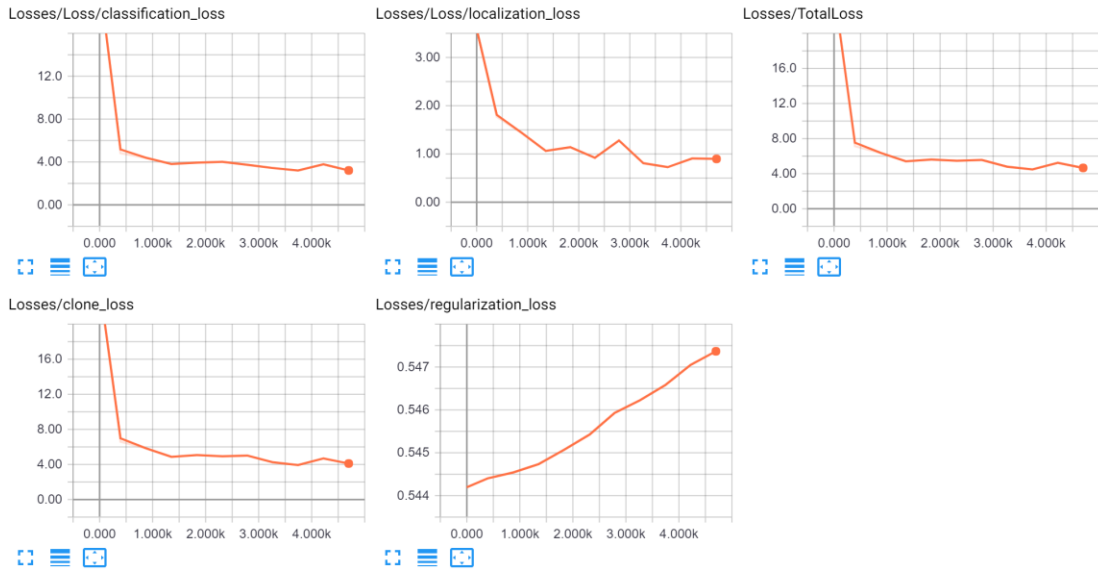 Losses/Loss/classification_loss
12.0
8.00
4.00
0.00
0.000 1.000k 2.000k 3.000k 4.000k
Losses/Loss/localization_loss
3.00
2.00
1.00
0.00
0.000 1.000k 2.000k 3.000k 4.000k
Losses/TotalLoss
16.0
12.0
8.00
4.00
0.00
0.000 1.000k 2.000k 3.000k 4.000k
Losses/clone_loss
16.0
12.0
8.00
4.00
0.00
0.000 1.000k 2.000k 3.000k 4.000k
Losses/regularization_loss
0.547
0.546
0.545
0.544
0.000 1.000k 2.000k 3.000k 4.000k